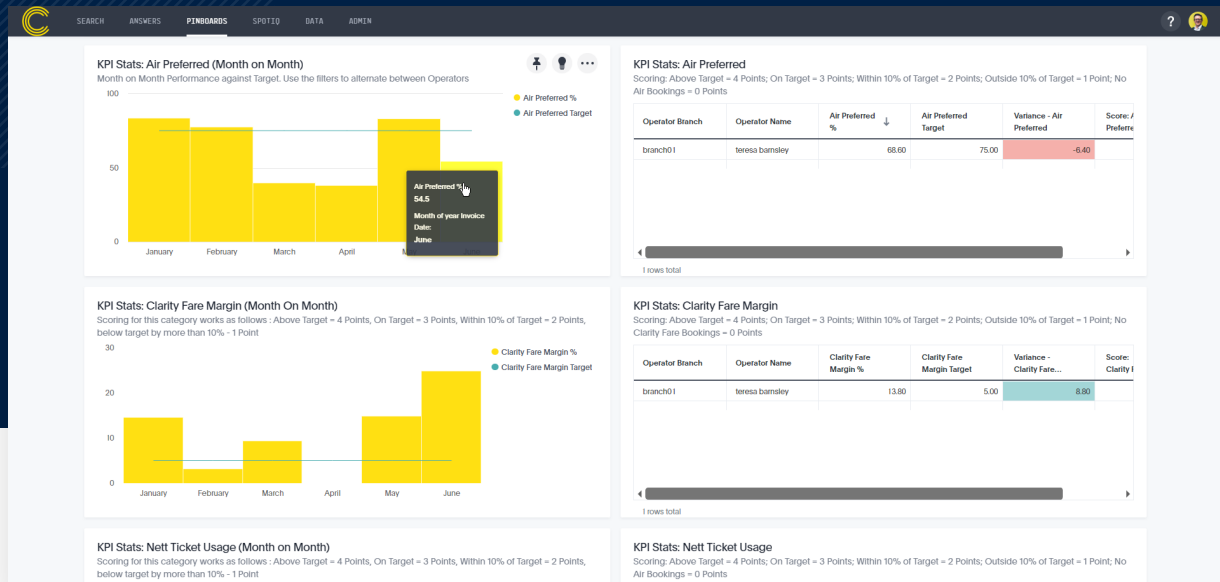 SEARCH ANSWERS PINBOARDS SPOTIQ DATA ADMIN ?
KPI Stats: Air Preferred (Month on Month)
Month on Month Performance against Target. Use the filters to alternate between Operators
100
50
0
January February March April
Air Preferred %
Air Preferred Target
Air Preferred %
54.5
Month of year Invoice
Date:
June
KPI Stats: Air Preferred
Scoring: Above Target = 4 Points; On Target = 3 Points; Within 10% of Target = 2 Points; Outside 10% of Target = 1 Point; No
Air Bookings = 0 Points
Operator Branch Operator Name Air Preferred % Air Preferred Target Variance - Air Preferred Score:
branch01 teresa barnsley 68.60 75.00 -6.40
1 rows total
KPI Stats: Clarity Fare Margin (Month On Month)
Scoring for this category works as follows : Above Target = 4 Points, On Target = 3 Points, Within 10% of Target = 2 Points,
below target by more than 10% - 1 Point
30
20
10
0
January February March April May June
Clarity Fare Margin %
Clarity Fare Margin Target
KPI Stats: Clarity Fare Margin
Scoring: Above Target = 4 Points; On Target = 3 Points; Within 10% of Target = 2 Points; Outside 10% of Target = 1 Point; No
Clarity Fare Bookings = 0 Points
Operator Branch Operator Name Clarity Fare Margin % Clarity Fare Margin Target Variance - Clarity Fare... Score: Clarity
branch01 teresa barnsley 13.80 5.00 8.80
1 rows total
KPI Stats: Nett Ticket Usage (Month on Month)
Scoring for this category works as follows : Above Target = 4 Points, On Target = 3 Points, Within 10% of Target = 2 Points,
below target by more than 10% - 1 Point
KPI Stats: Nett Ticket Usage
Scoring: Above Target = 4 Points; On Target = 3 Points; Within 10% of Target = 2 Points; Outside 10% of Target = 1 Point; No
Air Bookings = 0 Points